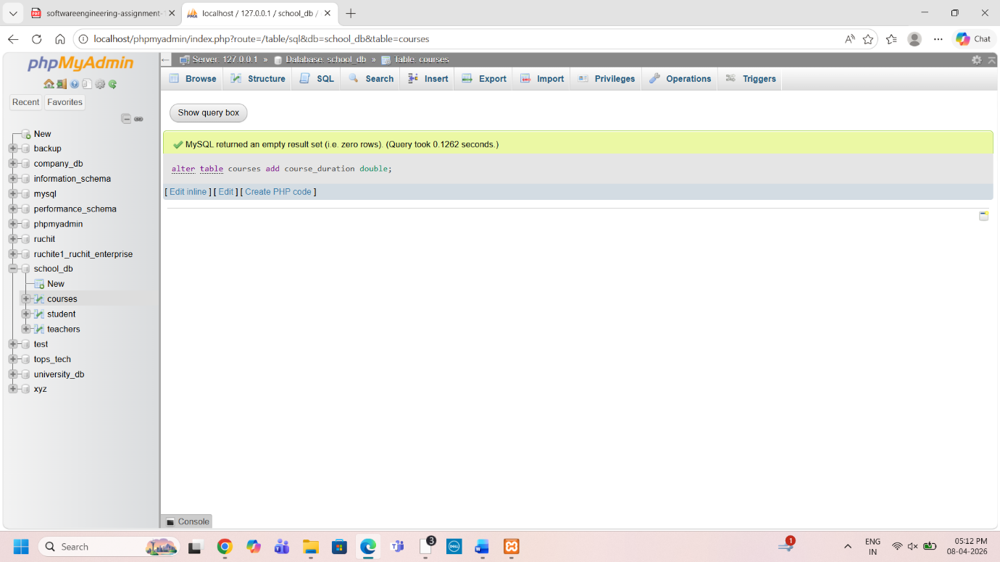 softwareengineering-assignment-1
localhost / 127.0.0.1 / school_db /
localhost/phpmyadmin/index.php?route=/table/sql&db=school_db&table=courses
Chat
phpMyAdmin
Recent
Favorites
New
backup
company_db
information_schema
mysql
performance_schema
phpmyadmin
ruchit
ruchite1_ruchit_enterprise
school_db
New
courses
student
teachers
test
tops_tech
university_db
xyz
Server: 127.0.0.1 » Database: school_db » Table: courses
Browse Structure SQL Search Insert Export Import Privileges Operations Triggers
Show query box
MySQL returned an empty result set (i.e. zero rows). (Query took 0.1262 seconds.)
alter table courses add course_duration double;
[ Edit inline ] [ Edit ] [ Create PHP code ]
Console
Search
3
DELL
1
ENG
IN
05:12 PM
08-04-2026